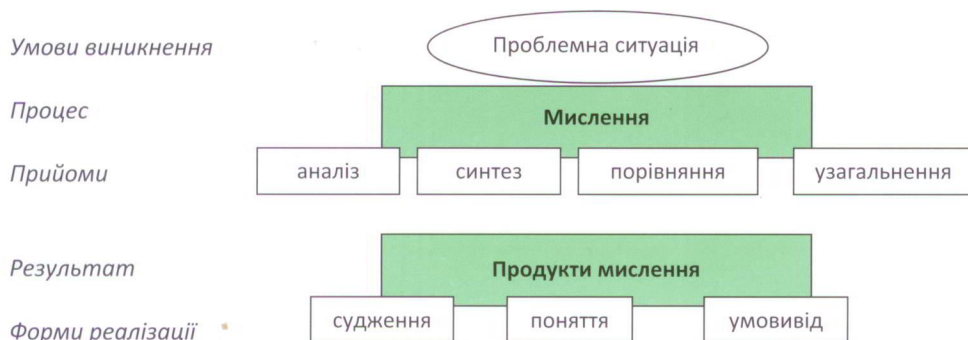 Умови виникнення Проблемна ситуація
Процес Мислення
Прийоми аналіз синтез порівняння узагальнення
Результат Продукти мислення
Форми реалізації судження поняття умовивід